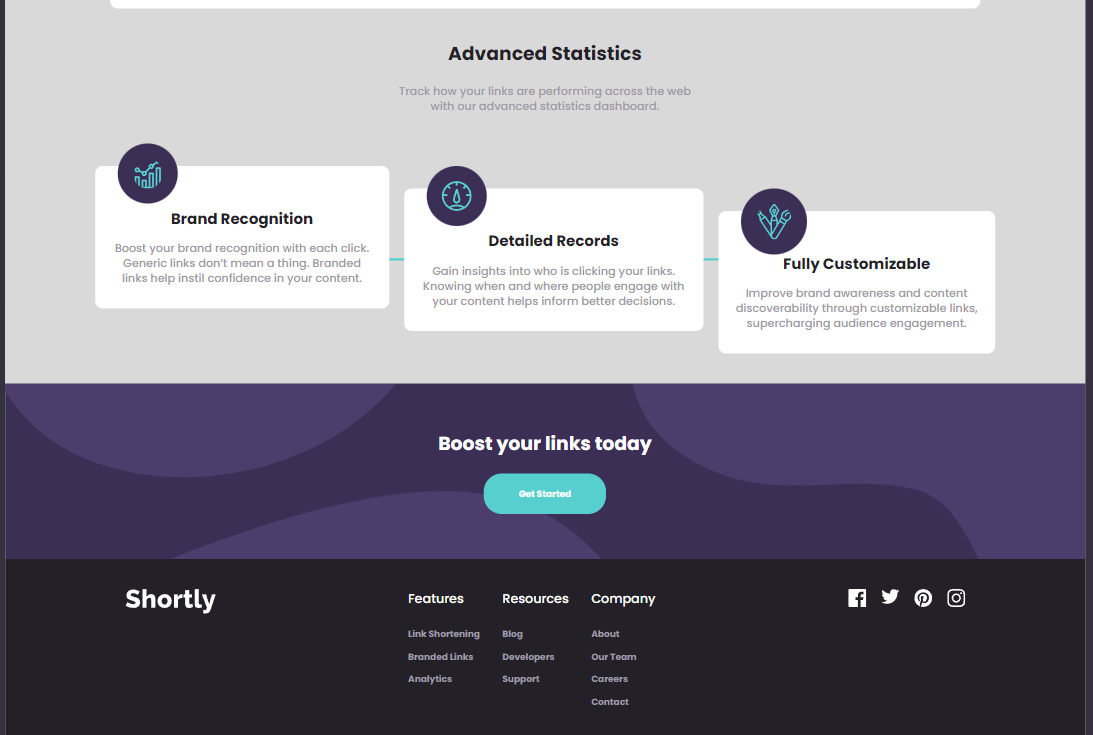 Advanced Statistics
Track how your links are performing across the web
with our advanced statistics dashboard.
Brand Recognition
Boost your brand recognition with each click.
Generic links don’t mean a thing. Branded
links help instil confidence in your content.
Detailed Records
Gain insights into who is clicking your links.
Knowing when and where people engage with
your content helps inform better decisions.
Fully Customizable
Improve brand awareness and content
discoverability through customizable links,
supercharging audience engagement.
Boost your links today
Get Started
Shortly
Features
Link Shortening
Branded Links
Analytics
Resources
Blog
Developers
Support
Company
About
Our Team
Careers
Contact